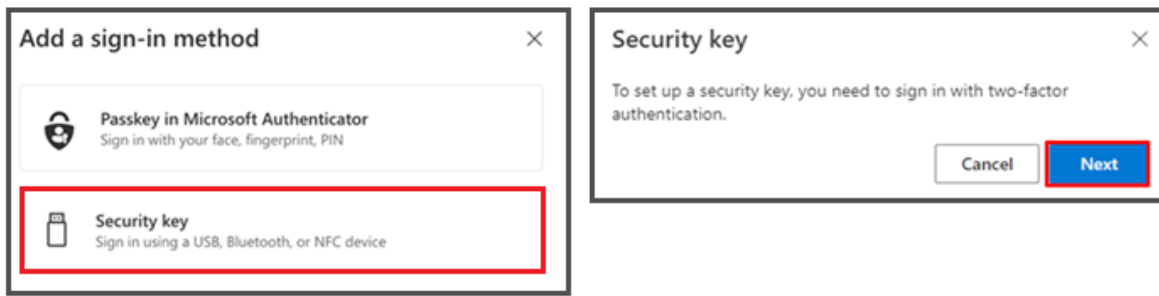 Add a sign-in method
Passkey in Microsoft Authenticator
Sign in with your face, fingerprint, PIN
Security key
Sign in using a USB, Bluetooth, or NFC device
Security key
To set up a security key, you need to sign in with two-factor
authentication.
Cancel
Next